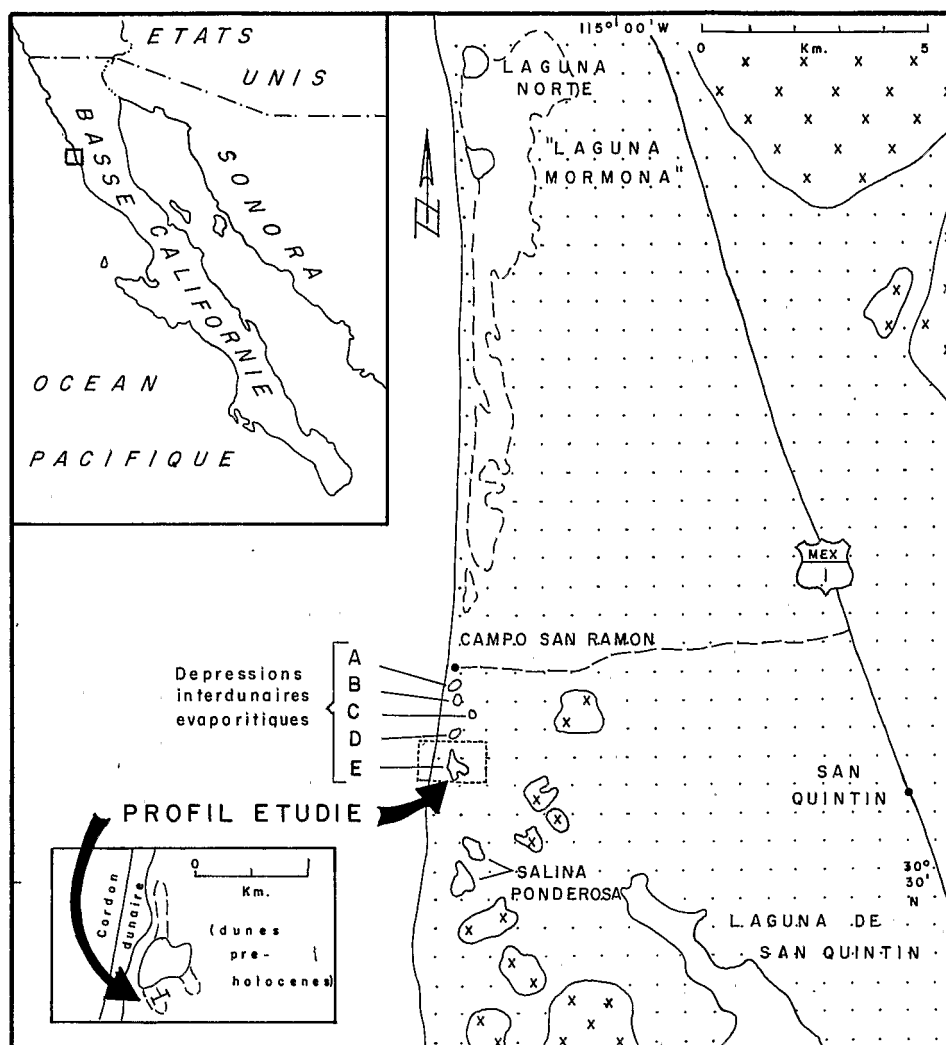 ETATS
UNIS
BASSE CALIFORNIE
SONORA
OCEAN
PACIFIQUE
115° 00' W
0 5
Km.
LAGUNA
NORTE
"LAGUNA
MORMONA"
N
MEX
1
CAMPO SAN RAMON
Depressions
interdunaires
evaporitiques
A
B
C
D
E
PROFIL ETUDIE
SAN
QUINTIN
30°
30'
N
SALINA
PONDEROSA
LAGUNA DE
SAN QUINTIN
Cordon
dunaire
0 1
Km.
(dunes
pre-
holocenes)